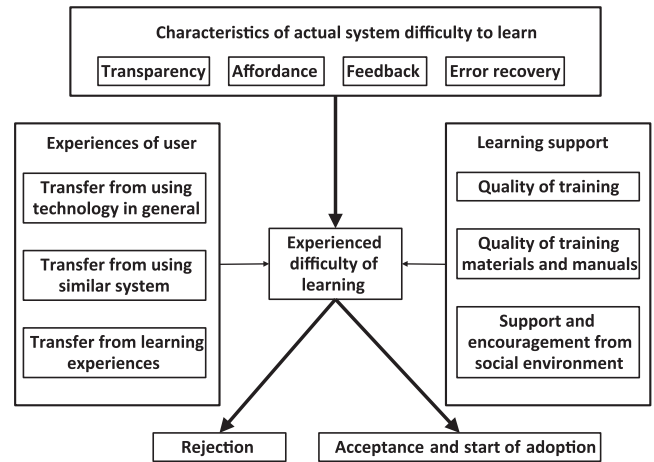 Characteristics of actual system difficulty to learn
Transparency
Affordance
Feedback
Error recovery
Experiences of user
Transfer from using
technology in general
Transfer from using
similar system
Transfer from learning
experiences
Experienced
difficulty of
learning
Learning support
Quality of training
Quality of training
materials and manuals
Support and
encouragement from
social environment
Rejection
Acceptance and start of adoption